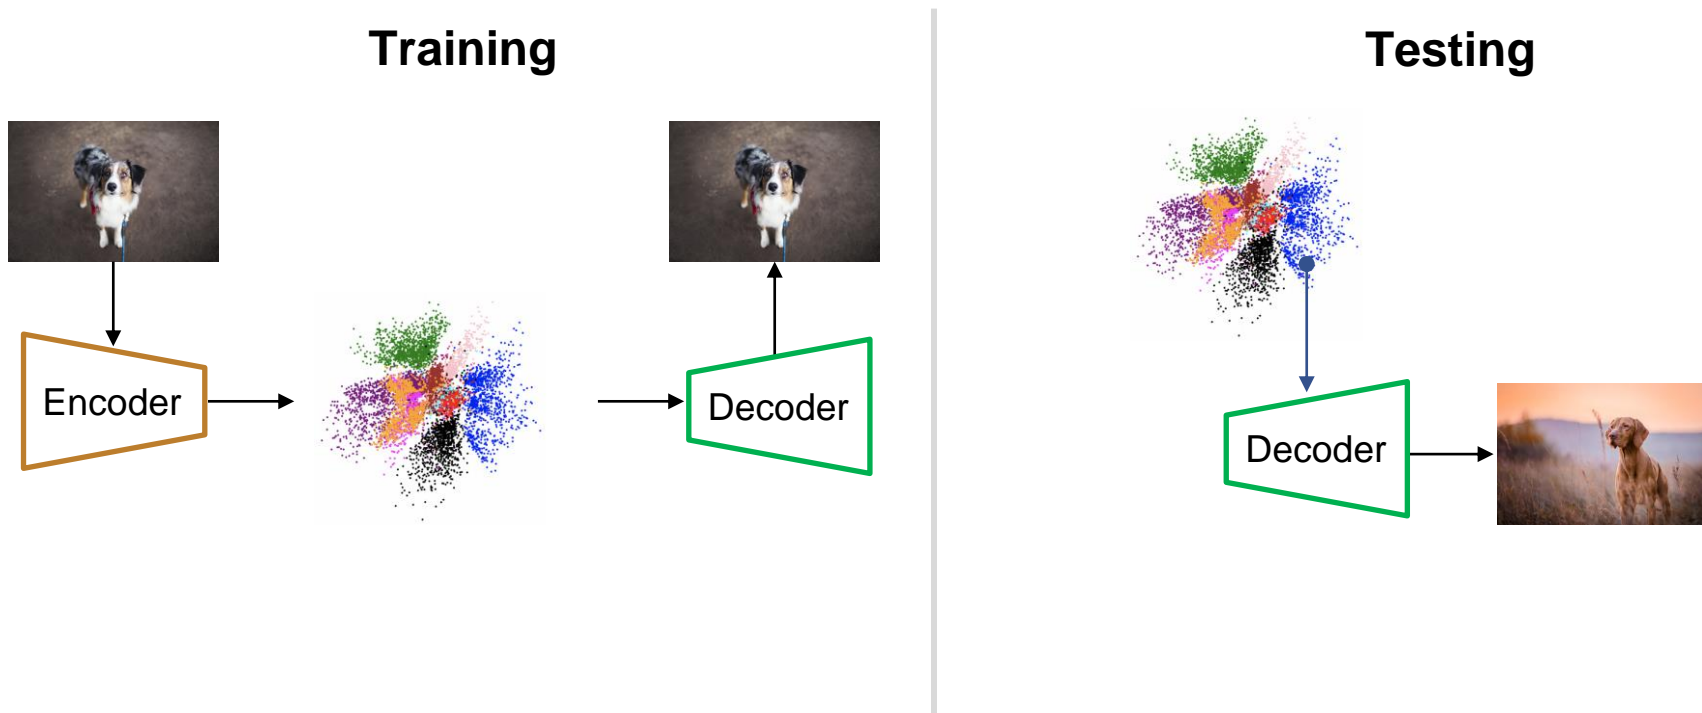 Training
Testing
Encoder
Decoder
Decoder